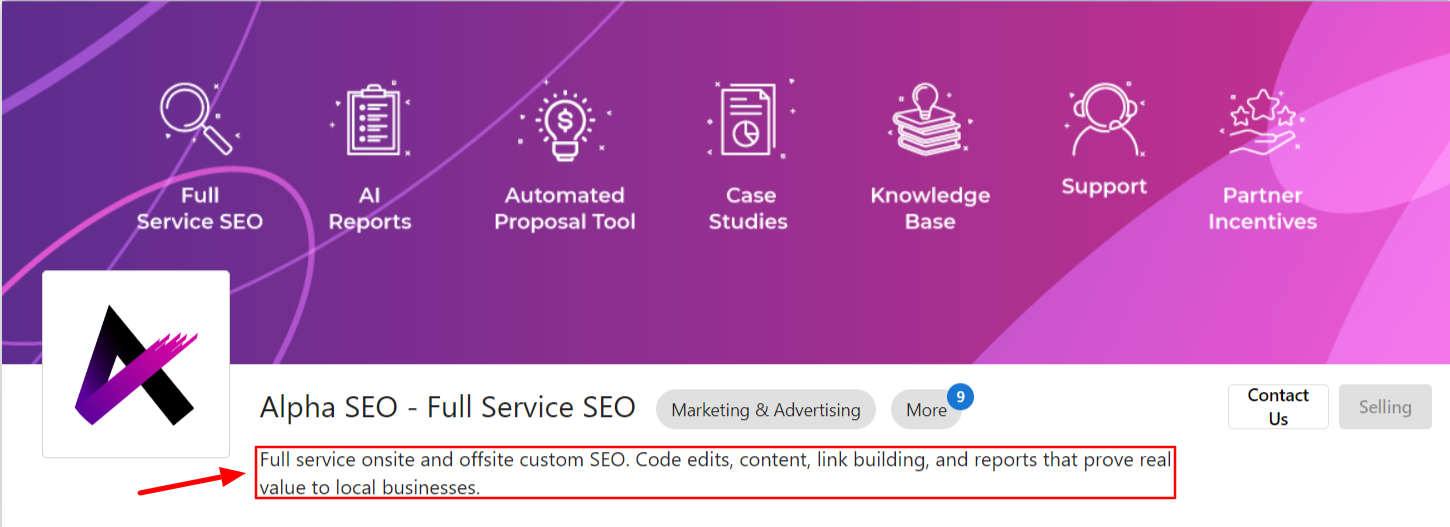 Full
Service SEO
AI
Reports
Automated
Proposal Tool
Case
Studies
Knowledge
Base
Support
Partner
Incentives
Alpha SEO - Full Service SEO
Marketing & Advertising
More
9
Contact
Us
Selling
Full service onsite and offsite custom SEO. Code edits, content, link building, and reports that prove real
value to local businesses.